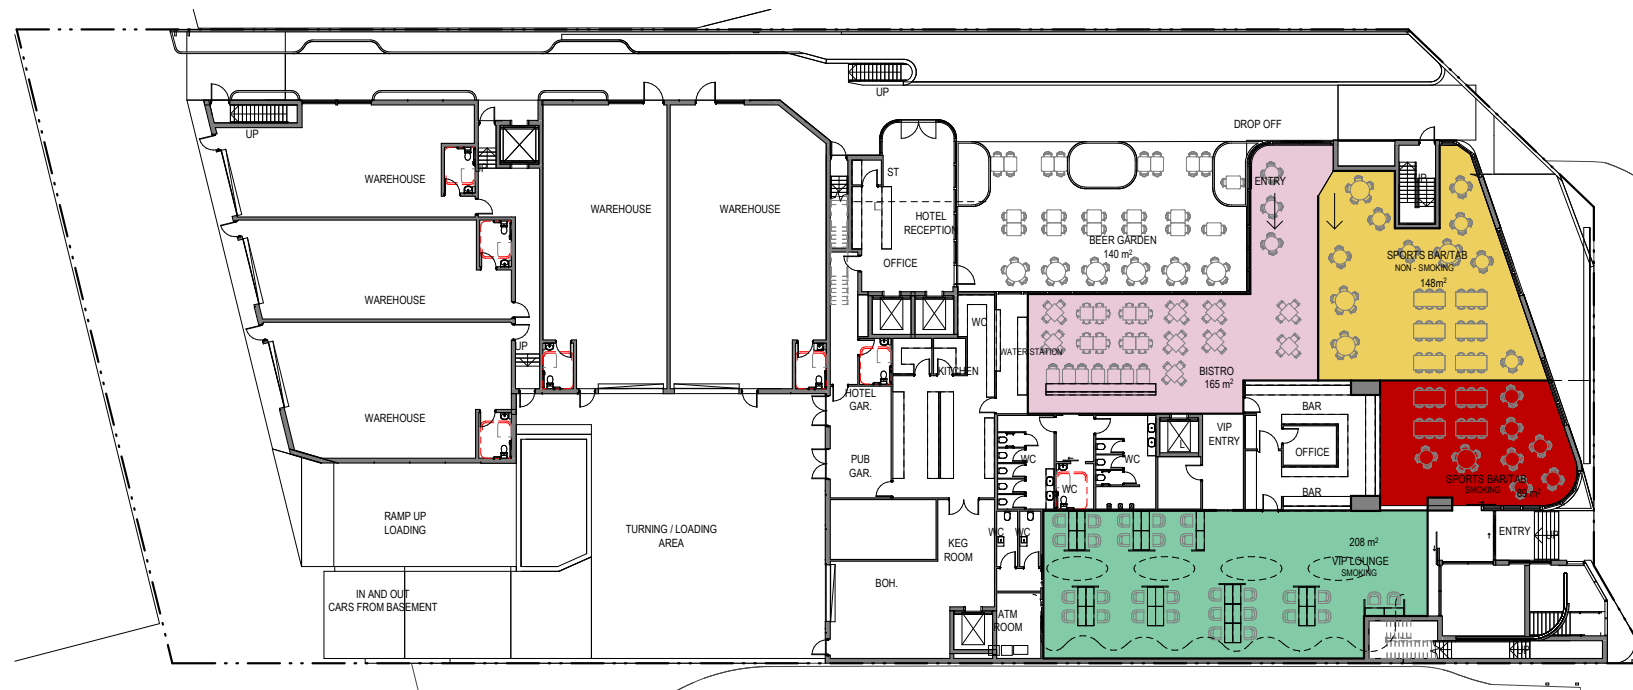 UP
DROP OFF
UP
WAREHOUSE
ST
ENTRY
UP
WAREHOUSE
WAREHOUSE
HOTEL
RECEPTION
BEER GARDEN
140 m²
OFFICE
SPORTS BAR/TAB
NON - SMOKING
148m²
WAREHOUSE
WC
UP
WATER STATION
KITCHEN
BISTRO
165 m²
WAREHOUSE
HOTEL
GAR.
BAR
VIP
ENTRY
L
OFFICE
PUB
GAR.
WC
WC
WC
BAR
SPORTS BAR/TAB
SMOKING
RAMP UP
LOADING
TURNING / LOADING
AREA
WC
WC
KEG
ROOM
208 m²
VIP LOUNGE
SMOKING
ENTRY
UP
BOH.
IN AND OUT
CARS FROM BASEMENT
ATM
ROOM